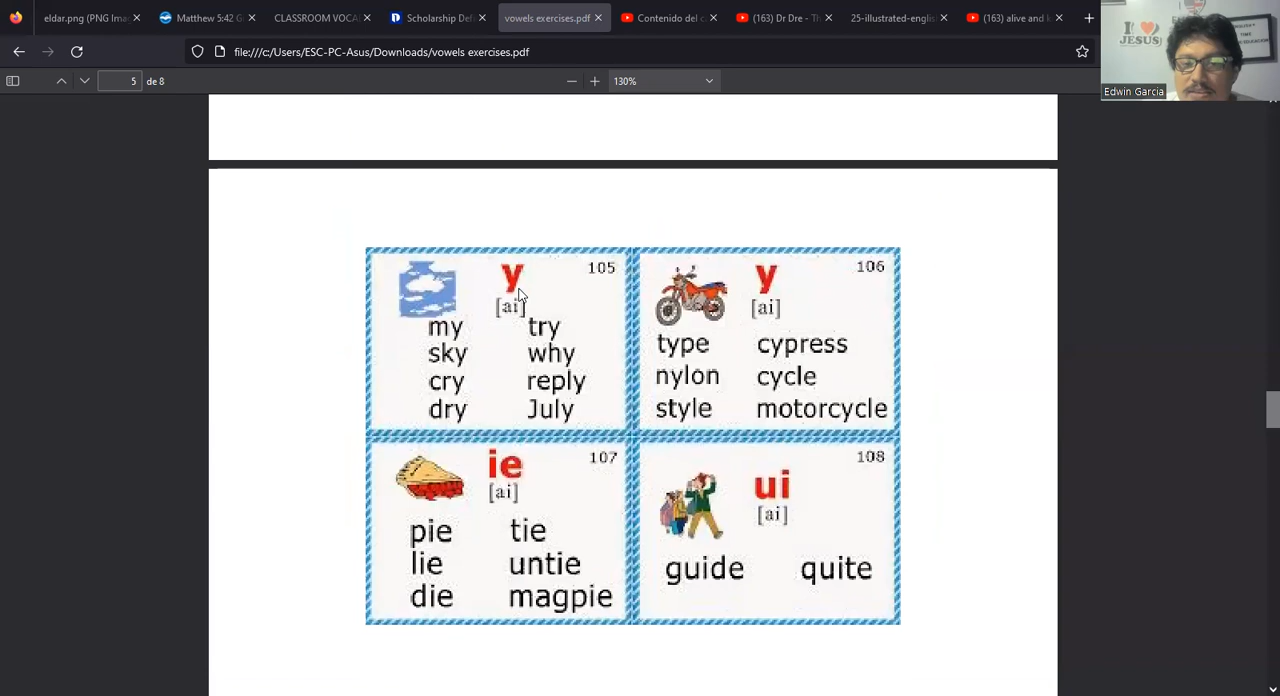 eldar.png (PNG Ima
Matthew 5:42 G
CLASSROOM VOCA
Scholarship Def
vowels exercises.pdf
Contenido del c
(163) Dr Dre - Th
25-illustrated-engli
(163) alive and k
file:///c:/Users/ESC-PC-Asus/Downloads/vowels exercises.pdf
5 de 8
130%
I
JESUS
Edwin Garcia
y 105
[ai]
my try
sky why
cry reply
dry July
y 106
[ai]
type cypress
nylon cycle
style motorcycle
ie 107
[ai]
pie tie
lie untie
die magpie
ui 108
[ai]
guide quite